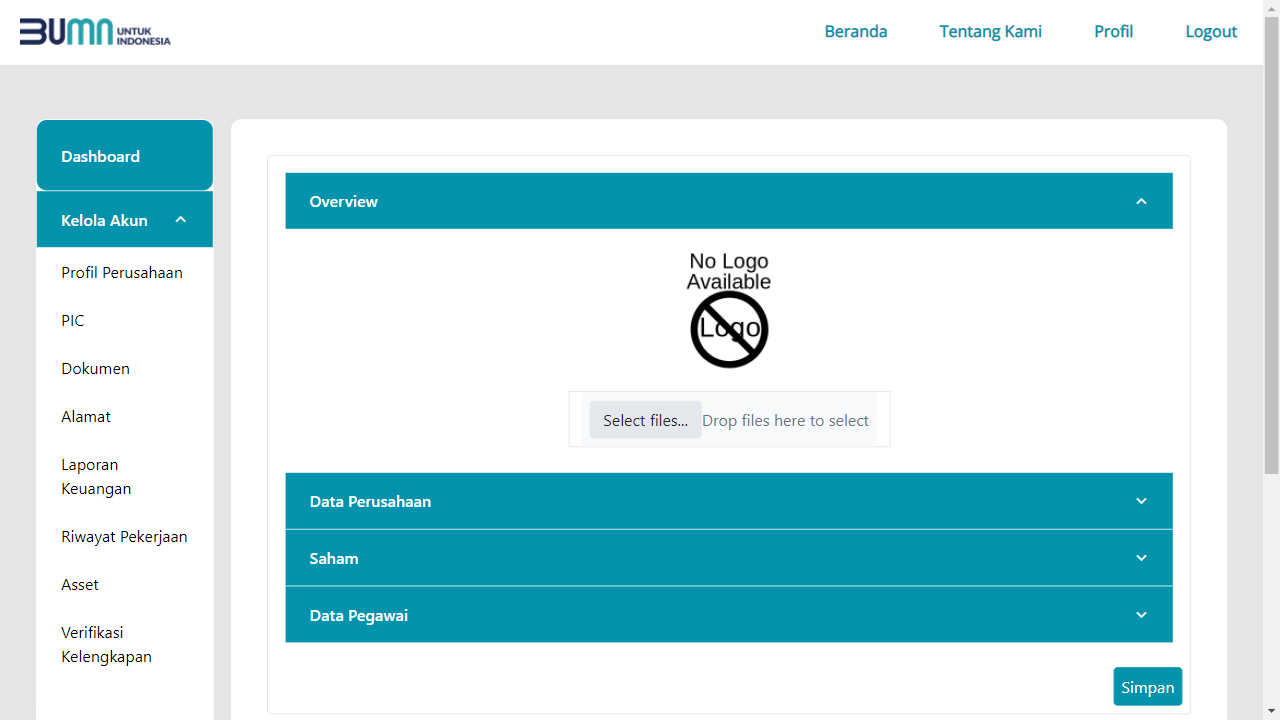 BUMN UNTUK INDONESIA
Beranda Tentang Kami Profil Logout
Dashboard
Kelola Akun
Profil Perusahaan
PIC
Dokumen
Alamat
Laporan
Keuangan
Riwayat Pekerjaan
Asset
Verifikasi
Kelengkapan
Overview
No Logo
Available
Logo
Select files... Drop files here to select
Data Perusahaan
Saham
Data Pegawai
Simpan